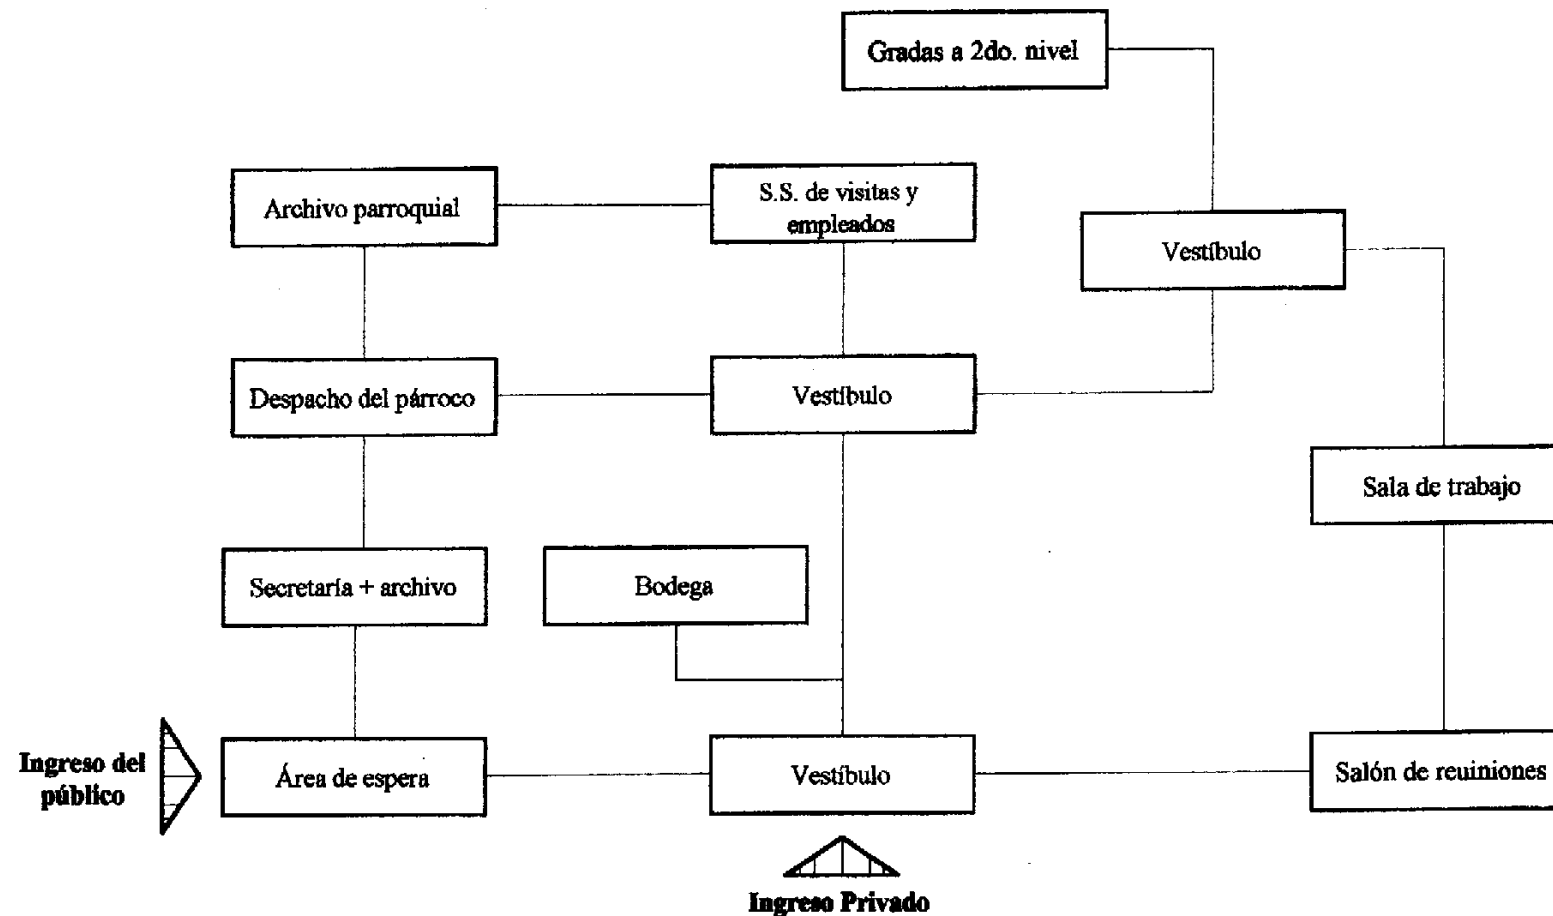 Gradas a 2do. nivel
Archivo parroquial
S.S. de visitas y
empleados
Vestíbulo
Despacho del párroco
Vestíbulo
Sala de trabajo
Secretaría + archivo
Bodega
Ingreso del
público
Área de espera
Vestíbulo
Salón de reuiniones
Ingreso Privado